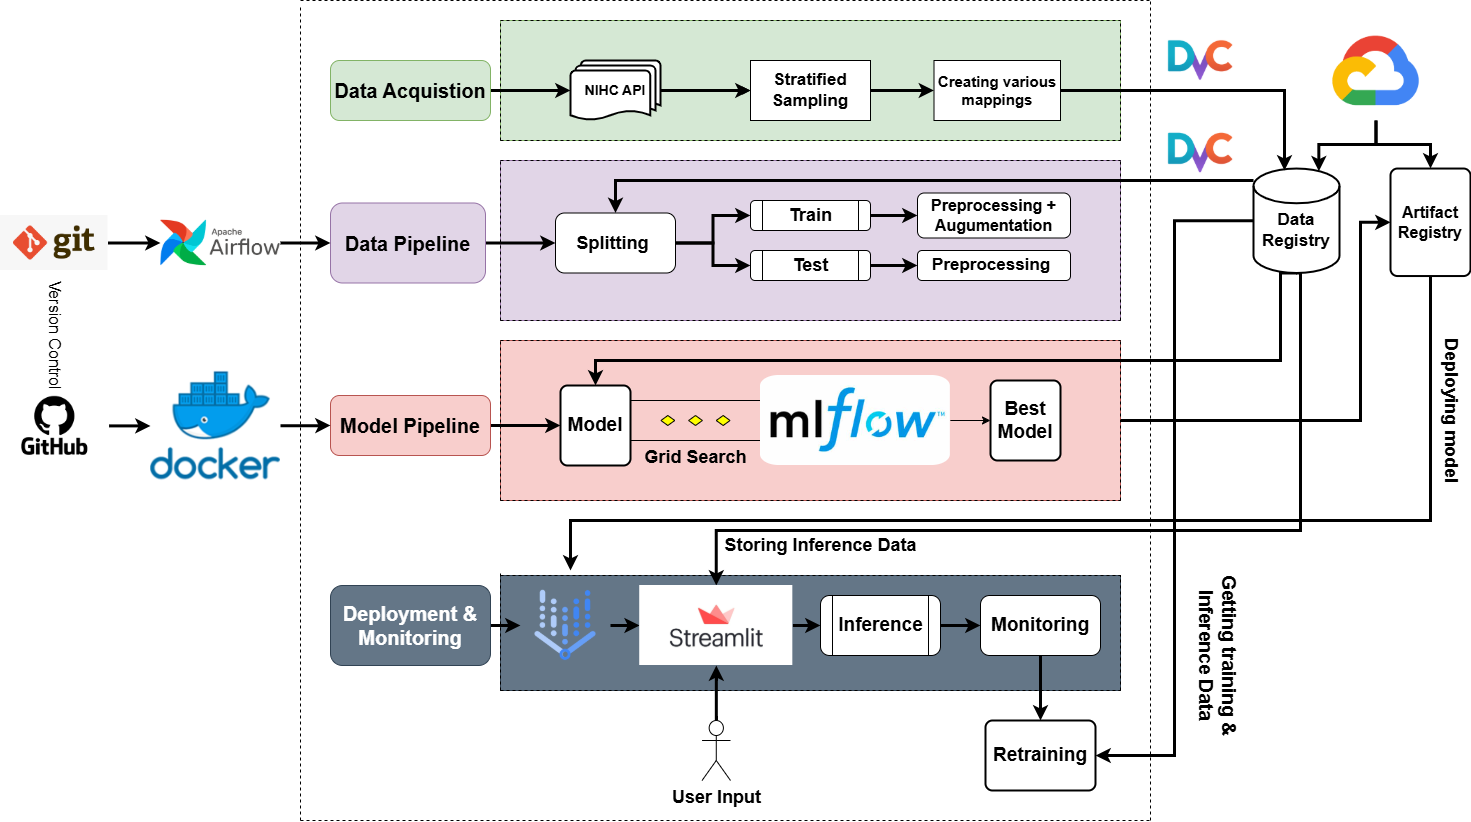 Data Acquistion
NIHC API
Stratified
Sampling
Creating various
mappings
DVC
DVC
Data
Registry
Artifact
Registry
git
Apache
Airflow
Data Pipeline
Splitting
Train
Preprocessing +
Augumentation
Test
Preprocessing
Version Control
GitHub
docker
Model Pipeline
Model
Grid Search
mlflow™
Best
Model
Deploying model
Storing Inference Data
Deployment &
Monitoring
Streamlit
Inference
Monitoring
Getting training &
Inference Data
Retraining
User Input